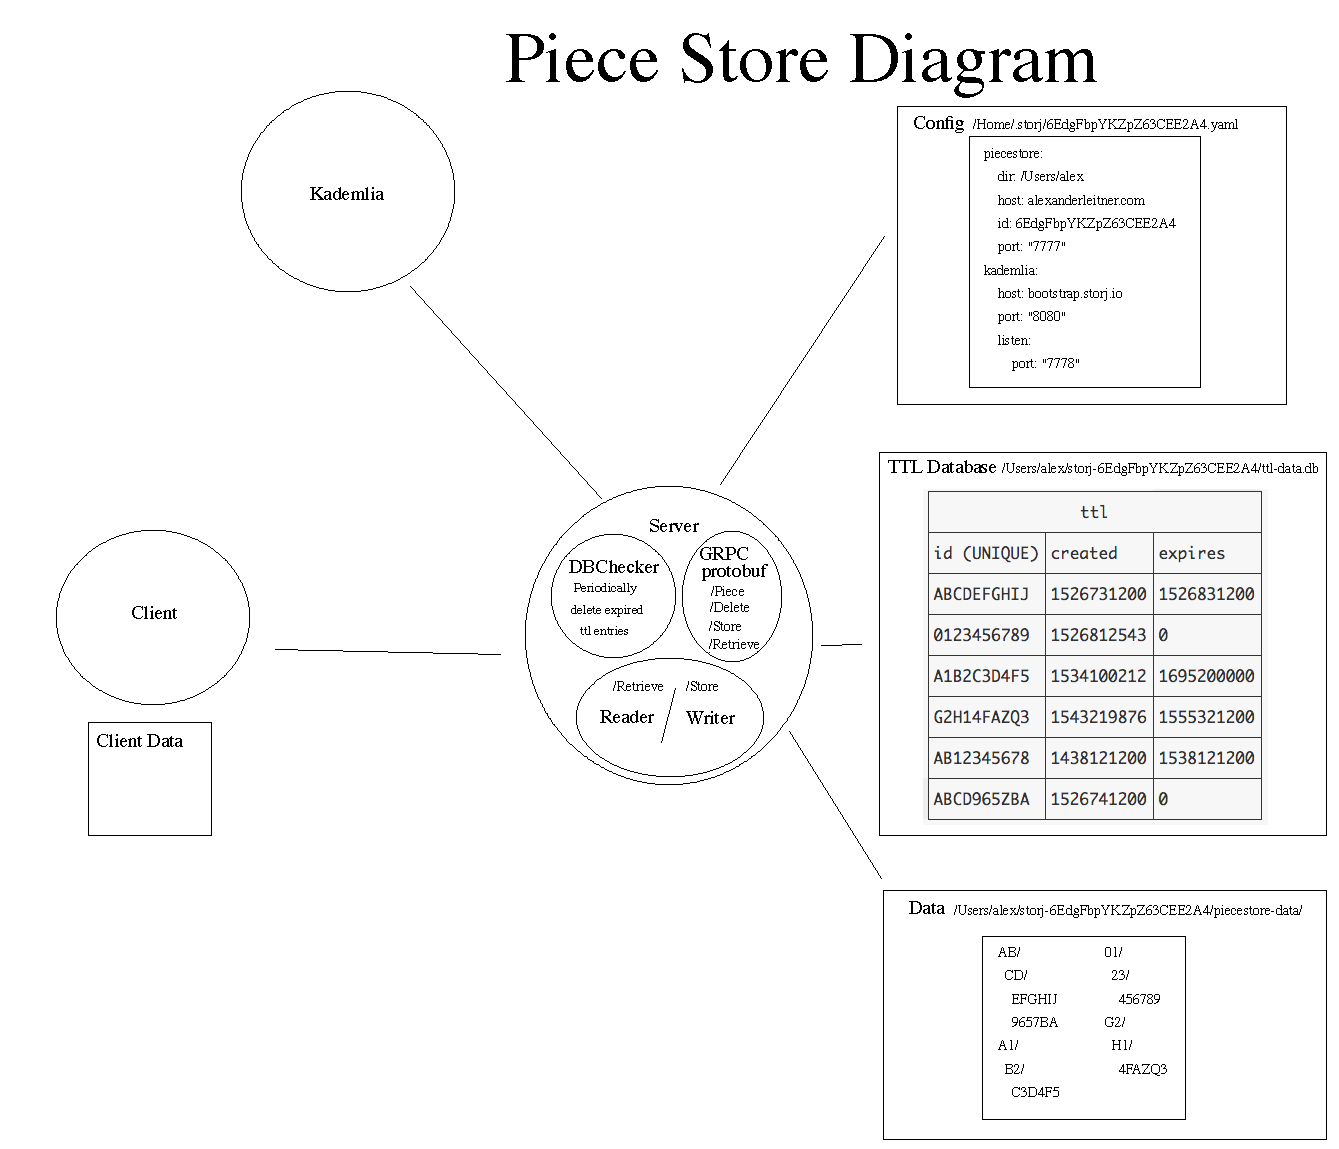 Piece Store Diagram
Kademlia
Config /Home/.storj/6EdgFbpYKZpZ63CEE2A4.yaml
piecestore:
dir: /Users/alex
host: alexanderleitner.com
id: 6EdgFbpYKZpZ63CEE2A4
port: "7777"
kademlia:
host: bootstrap.storj.io
port: "8080"
listen:
port: "7778"
Client
Client Data
Server
DBChecker
Periodically
delete expired
ttl entries
GRPC
protobuf
/Piece
/Delete
/Store
/Retrieve
/Retrieve /Store
Reader / Writer
TTL Database /Users/alex/storj-6EdgFbpYKZpZ63CEE2A4/ttl-data.db
ttl
id (UNIQUE) created expires
ABCDEFGHIJ 1526731200 1526831200
0123456789 1526812543 0
A1B2C3D4F5 1534100212 1695200000
G2H14FAZQ3 1543219876 1555321200
AB12345678 1438121200 1538121200
ABCD965ZBA 1526741200 0
Data /Users/alex/storj-6EdgFbpYKZpZ63CEE2A4/piecestore-data/
AB/
CD/
EFGHIJ
9657BA
A1/
B2/
C3D4F5
01/
23/
456789
G2/
H1/
4FAZQ3